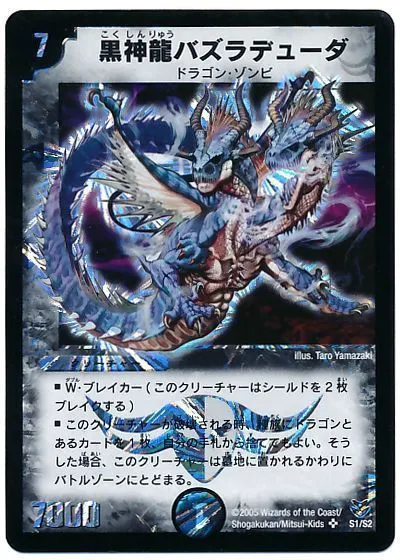 7
こくしんりゅう
黒神龍バズラデューダ
ドラゴン・ゾンビ
illus. Taro Yamazaki
ダブル
■W・ブレイカー(このクリーチャーはシールドを2枚
ブレイクする)
■このクリーチャーが破壊される時、種族にドラゴンと
あるカードを1枚、自分の手札から捨ててもよい。そう
した場合、このクリーチャーは墓地に置かれるかわりに
バトルゾーンにとどまる。
7000
1
©2005 Wizards of the Coast/
Shogakukan/Mitsui-Kids S1/S2